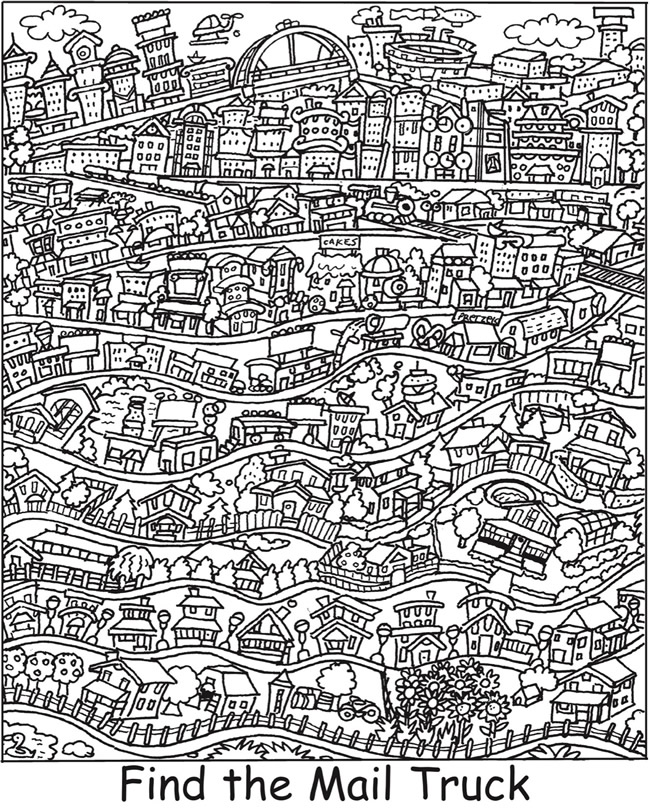 CAKES
PRETZELS
Find the Mail Truck